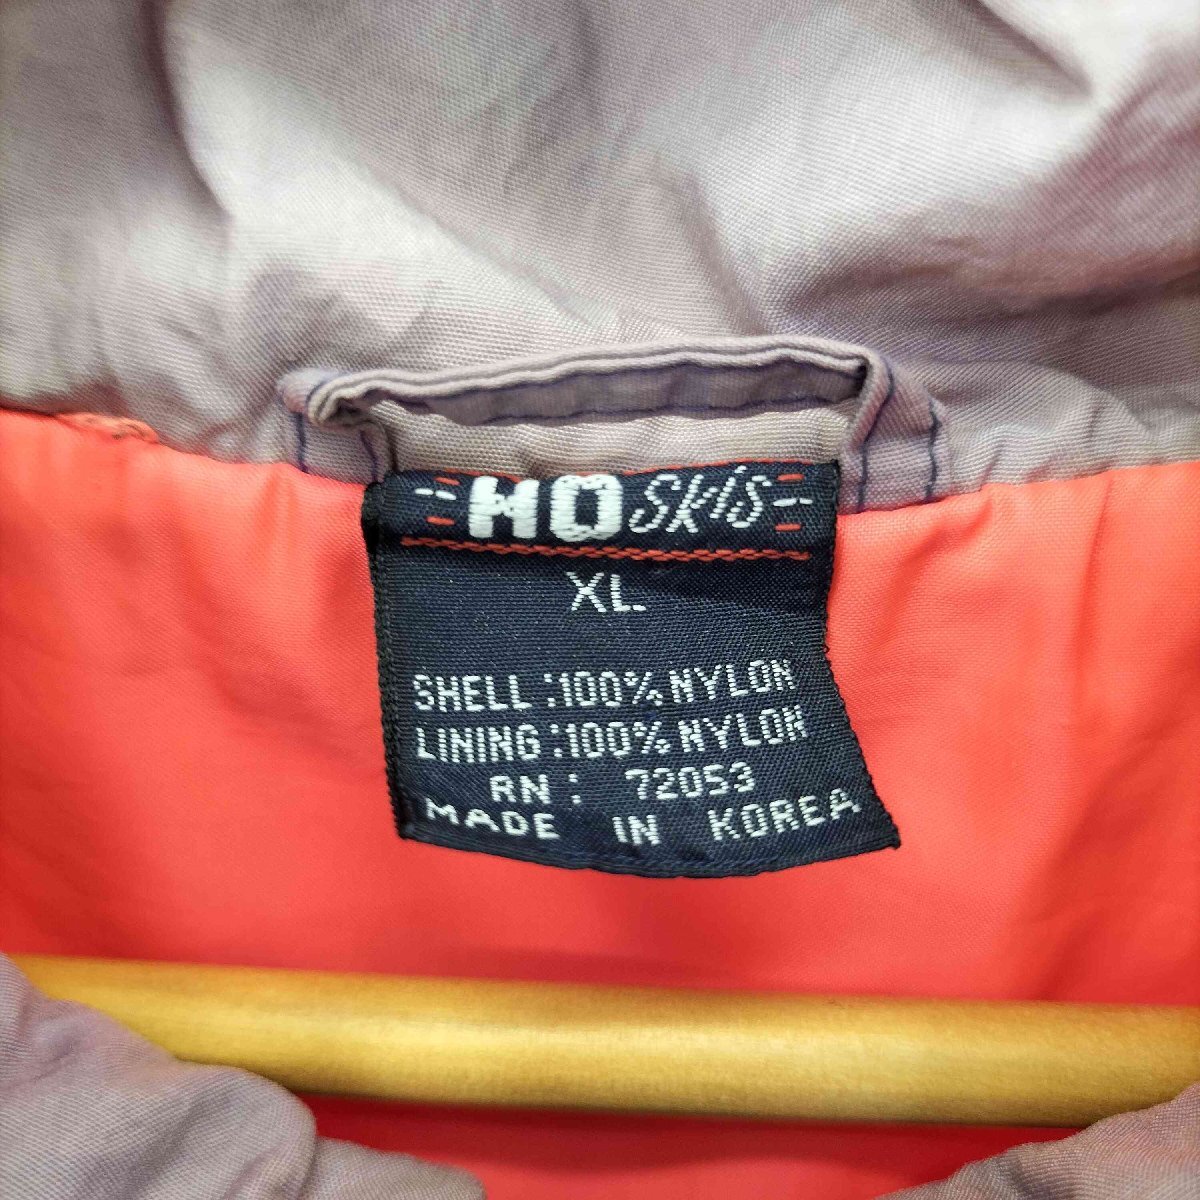 HO Skis
XL
SHELL:100% NYLON
LINING:100% NYLON
RN: 72053
MADE IN KOREA